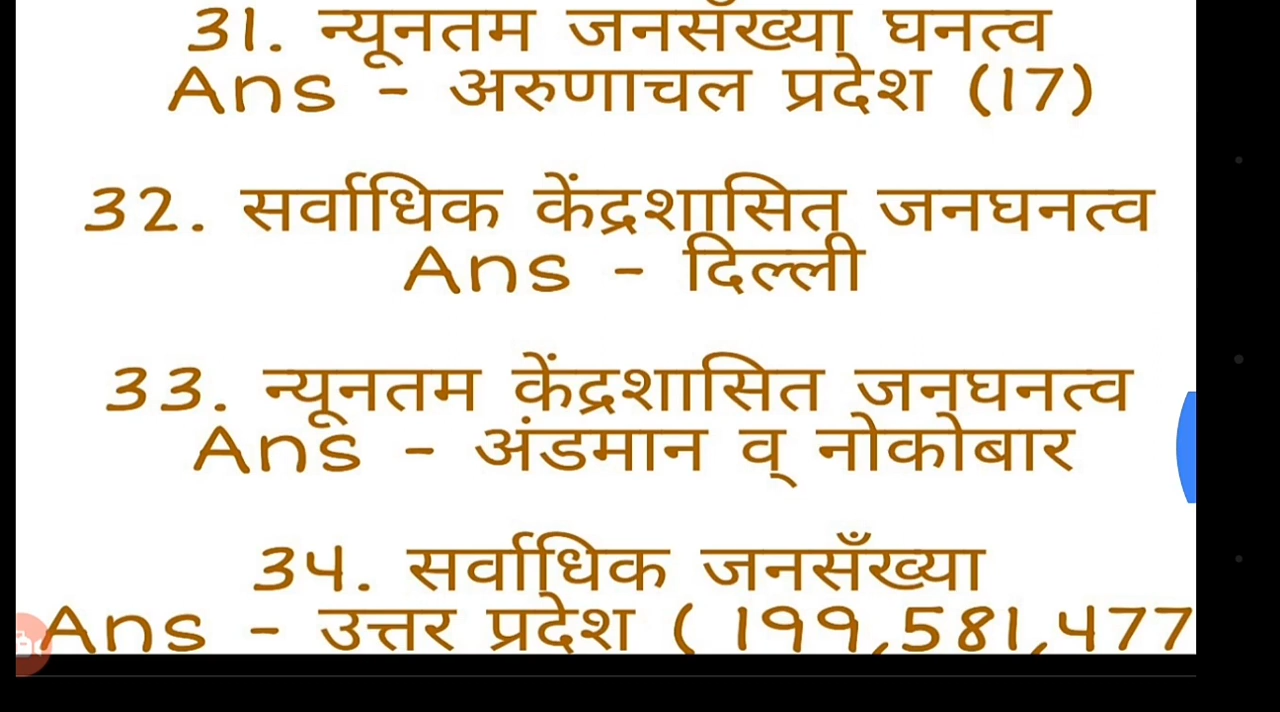 31. न्यूनतम जनसँख्या घनत्व
Ans - अरुणाचल प्रदेश (17)
32. सर्वाधिक केंद्रशासित जनघनत्व
Ans - दिल्ली
33. न्यूनतम केंद्रशासित जनघनत्व
Ans - अंडमान व् नोकोबार
34. सर्वाधिक जनसँख्या
Ans - उत्तर प्रदेश ( 199,581,477